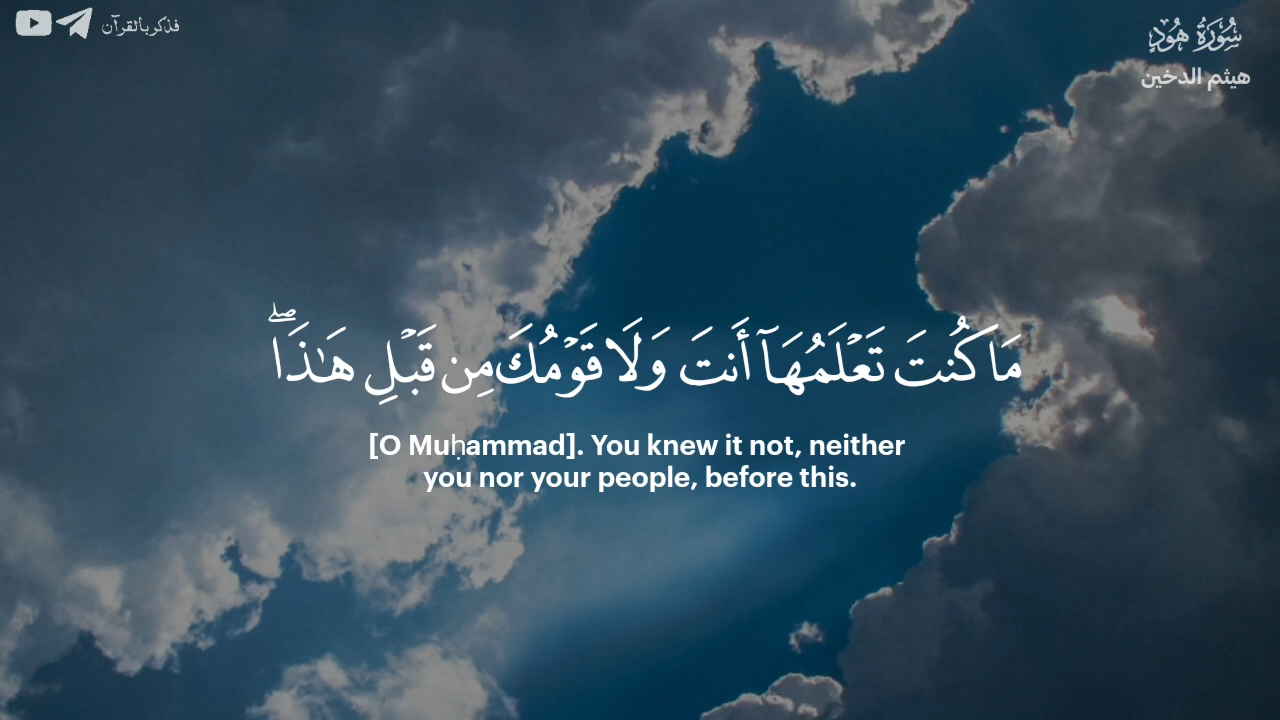 فذكر بالقرآن
سُورَةُ هُودٍ
هيثم الدخين
مَا كُنتَ تَعۡلَمُهَآ أَنتَ وَلَا قَوۡمُكَ مِن قَبۡلِ هَـٰذَاۖ
[O Muḥammad]. You knew it not, neither
you nor your people, before this.